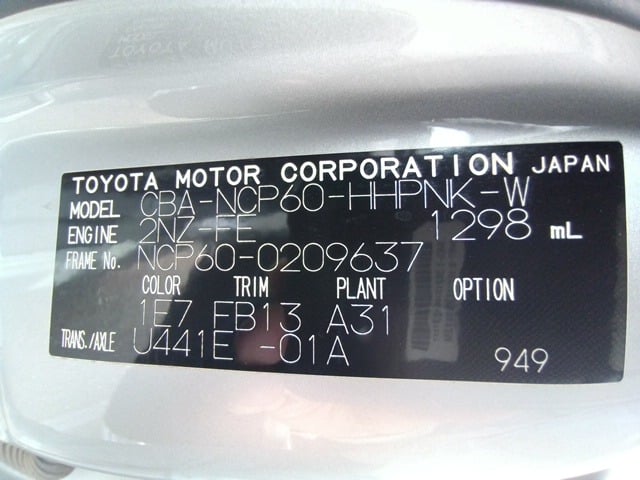 TOYOTA MOTOR CORPORATION JAPAN
MODEL CBA-NCP60-HHPNK-W
ENGINE 2NZ-FE 1298 mL
FRAME No. NCP60-0209637
COLOR TRIM PLANT OPTION
1E7 FB13 A31
TRANS./AXLE U441E -01A
949